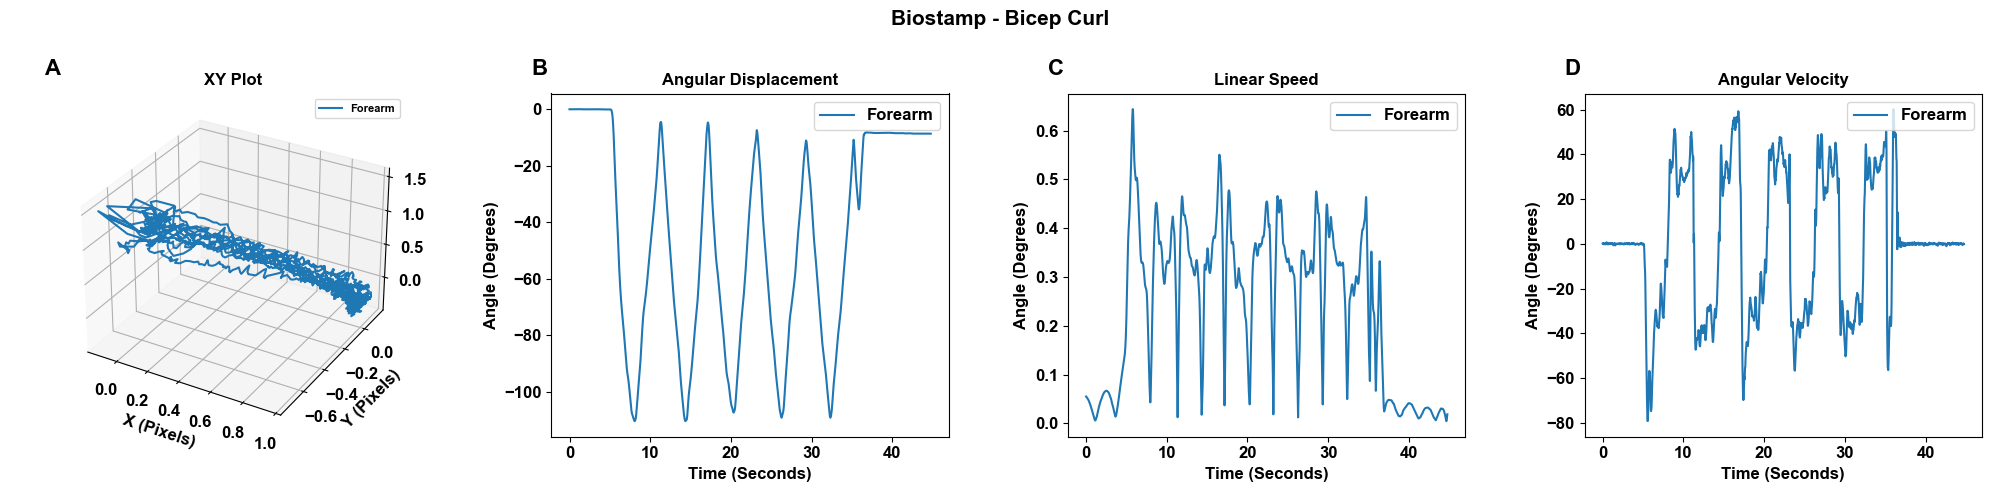 Biostamp - Bicep Curl
A
XY Plot
Forearm
1.5
1.0
0.5
0.0
0.0
−0.2
−0.4
−0.6
Y (Pixels)
0.0
0.2
0.4
0.6
0.8
1.0
X (Pixels)
B
Angular Displacement
Forearm
0
−20
−40
−60
−80
−100
Angle (Degrees)
0 10 20 30 40
Time (Seconds)
C
Linear Speed
Forearm
0.6
0.5
0.4
0.3
0.2
0.1
0.0
Angle (Degrees)
0 10 20 30 40
Time (Seconds)
D
Angular Velocity
Forearm
60
40
20
0
−20
−40
−60
−80
Angle (Degrees)
0 10 20 30 40
Time (Seconds)